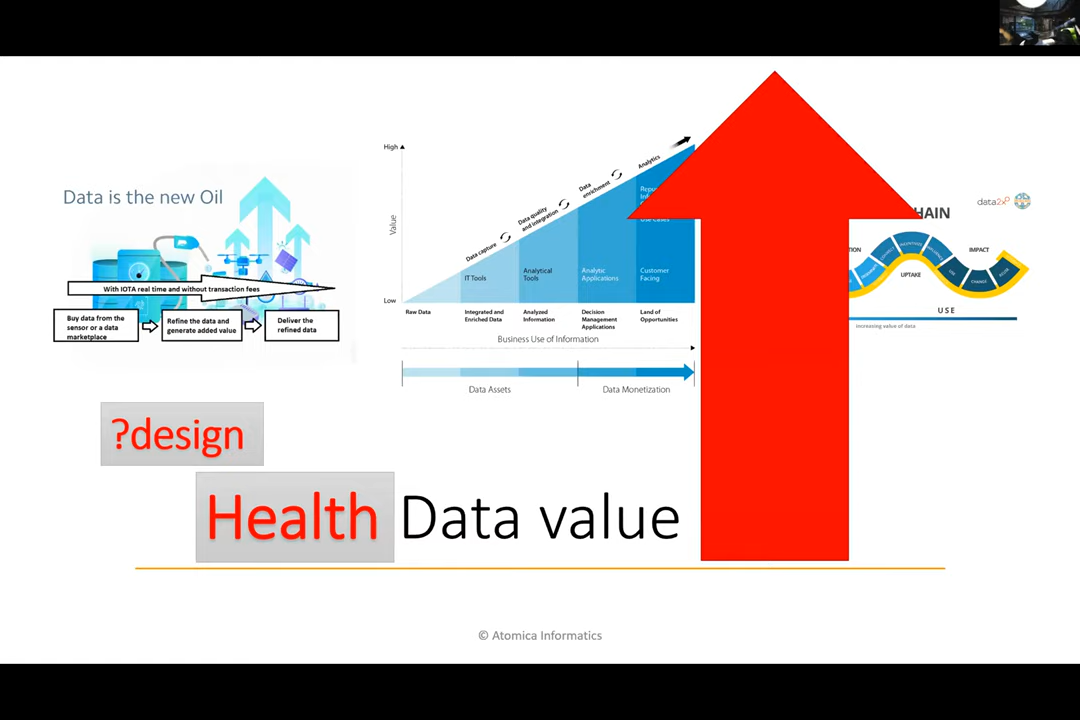 Data is the new Oil
With IOTA real time and without transaction fees
Buy data from the
sensor or a data
marketplace
Refine the data and
generate added value
Deliver the
refined data
High
Value
Low
Data capture
Data quality
and integration
Data
enrichment
Analytics
IT Tools
Analytical
Tools
Analytic
Applications
Customer
Facing
Raw Data
Integrated and
Enriched Data
Analyzed
Information
Decision
Management
Applications
Land of
Opportunities
Business Use of Information
Data Assets
Data Monetization
data2x
HAIN
TION
UPTAKE
IMPACT
USE
CHANGE
USE
increasing value of data
?design
Health Data value
© Atomica Informatics